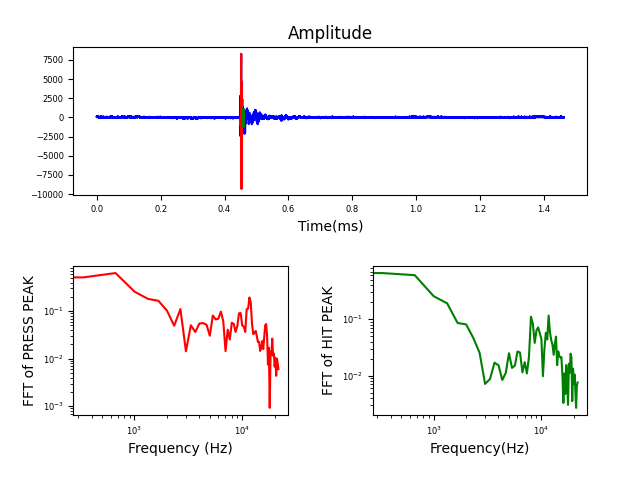 Amplitude
7500
5000
2500
0
−2500
−5000
−7500
−10000
0.0 0.2 0.4 0.6 0.8 1.0 1.2 1.4
Time(ms)
FFT of PRESS PEAK
10⁻¹
10⁻²
10⁻³
10³ 10⁴
Frequency (Hz)
FFT of HIT PEAK
10⁻¹
10⁻²
10³ 10⁴
Frequency(Hz)